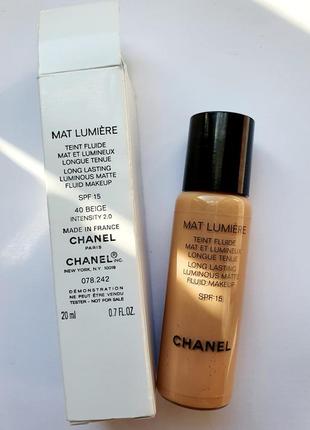 MAT LUMIÈRE
TEINT FLUIDE
MAT ET LUMINEUX
LONGUE TENUE
LONG LASTING
LUMINOUS MATTE
FLUID MAKEUP
SPF 15
40 BEIGE
INTENSITY 2.0
MADE IN FRANCE
CHANEL
PARIS
CHANEL® INC.
NEW YORK, N.Y. 10019
078.242
DÉMONSTRATION
NE PEUT ÊTRE VENDU
TESTER - NOT FOR SALE
20 ml 0.7 FL.OZ.
MAT LUMIÈRE
TEINT FLUIDE
MAT ET LUMINEUX
LONGUE TENUE
LONG LASTING
LUMINOUS MATTE
FLUID MAKEUP
SPF 15
CHANEL